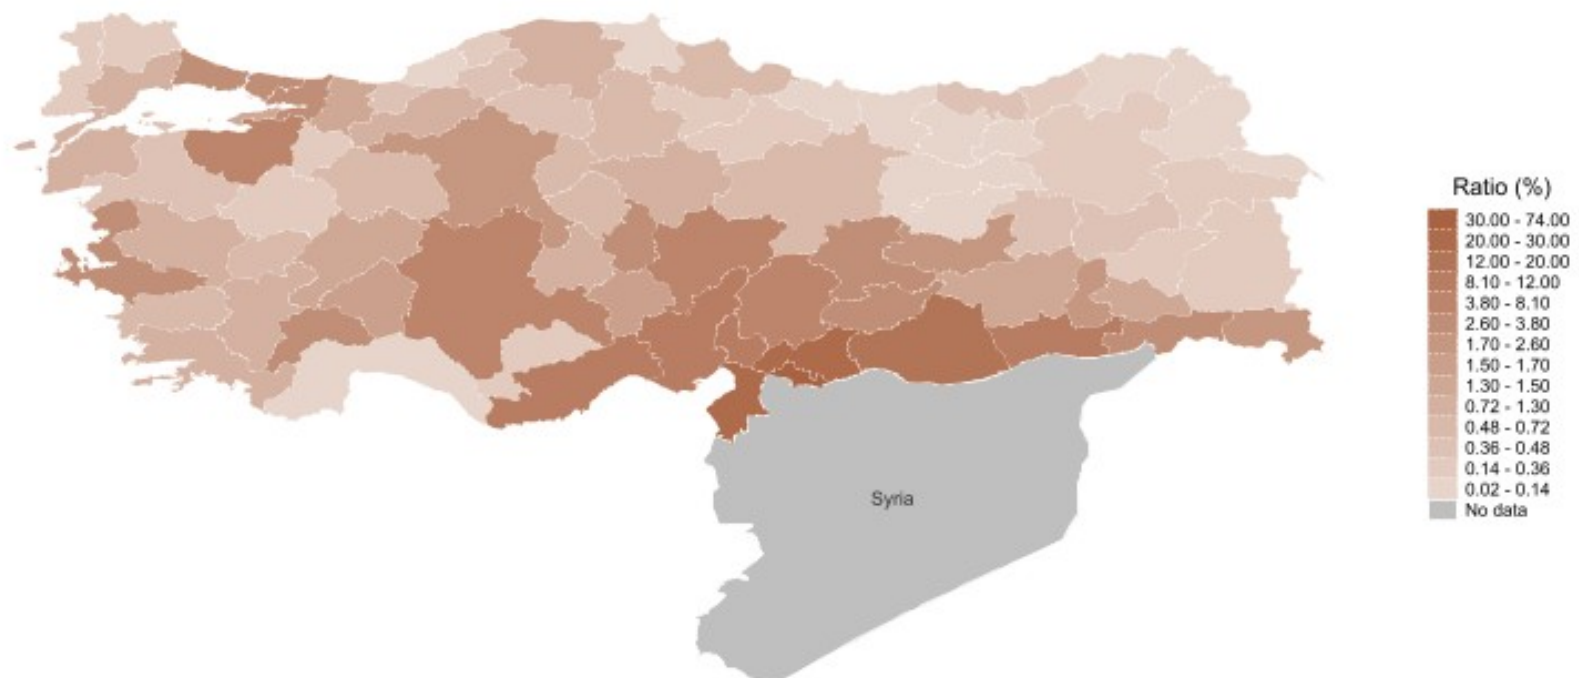 Ratio (%)
30.00 - 74.00
20.00 - 30.00
12.00 - 20.00
8.10 - 12.00
3.80 - 8.10
2.60 - 3.80
1.70 - 2.60
1.50 - 1.70
1.30 - 1.50
0.72 - 1.30
0.48 - 0.72
0.36 - 0.48
0.14 - 0.36
0.02 - 0.14
No data
Syria